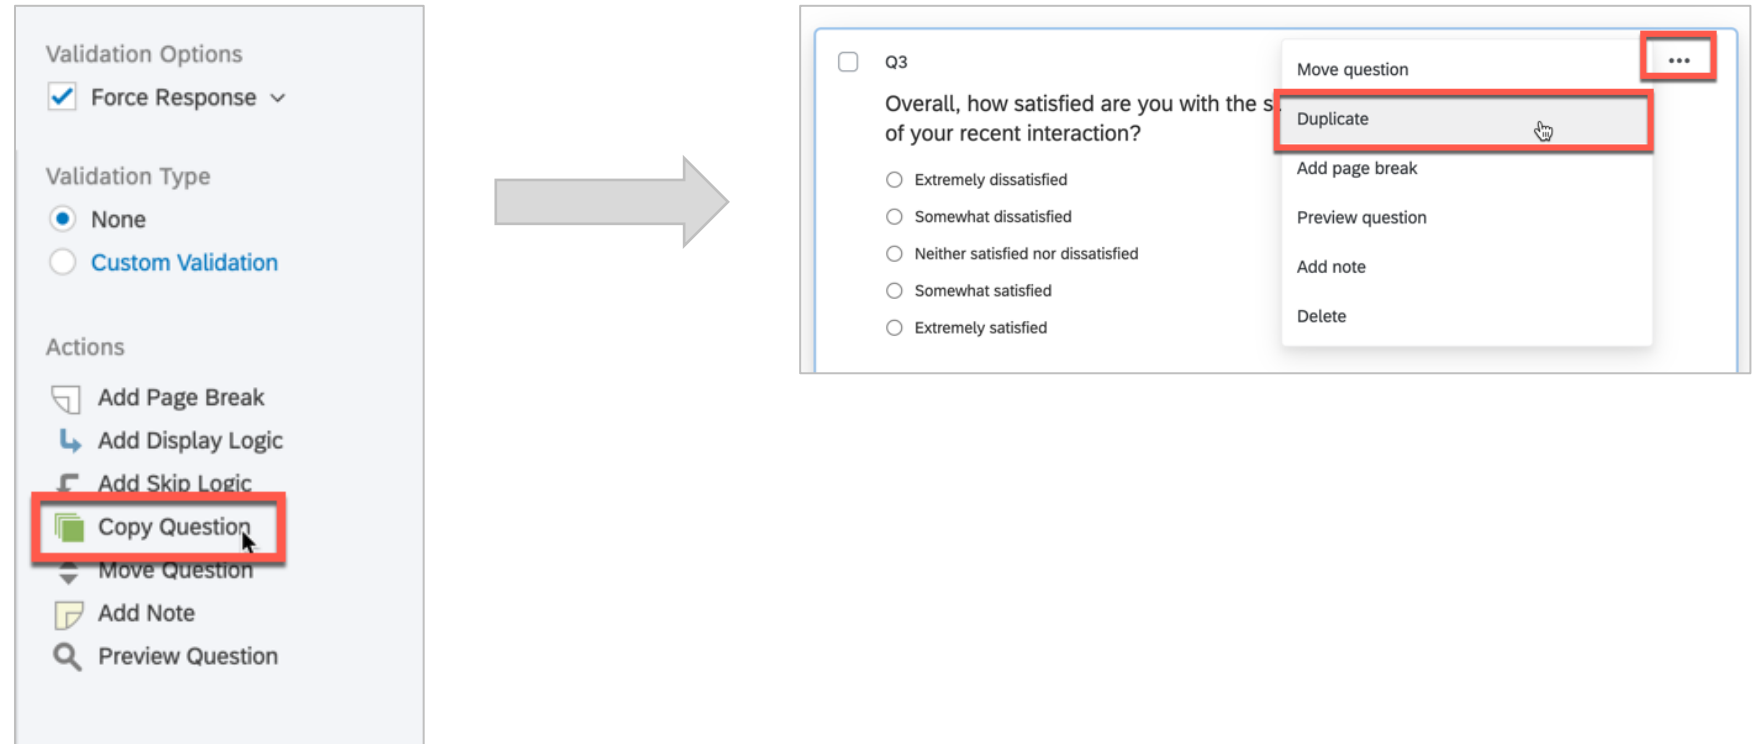 Validation Options
Force Response
Validation Type
None
Custom Validation
Actions
Add Page Break
Add Display Logic
Add Skip Logic
Copy Question
Move Question
Add Note
Preview Question
Q3
Overall, how satisfied are you with the
of your recent interaction?
Extremely dissatisfied
Somewhat dissatisfied
Neither satisfied nor dissatisfied
Somewhat satisfied
Extremely satisfied
Move question
Duplicate
Add page break
Preview question
Add note
Delete